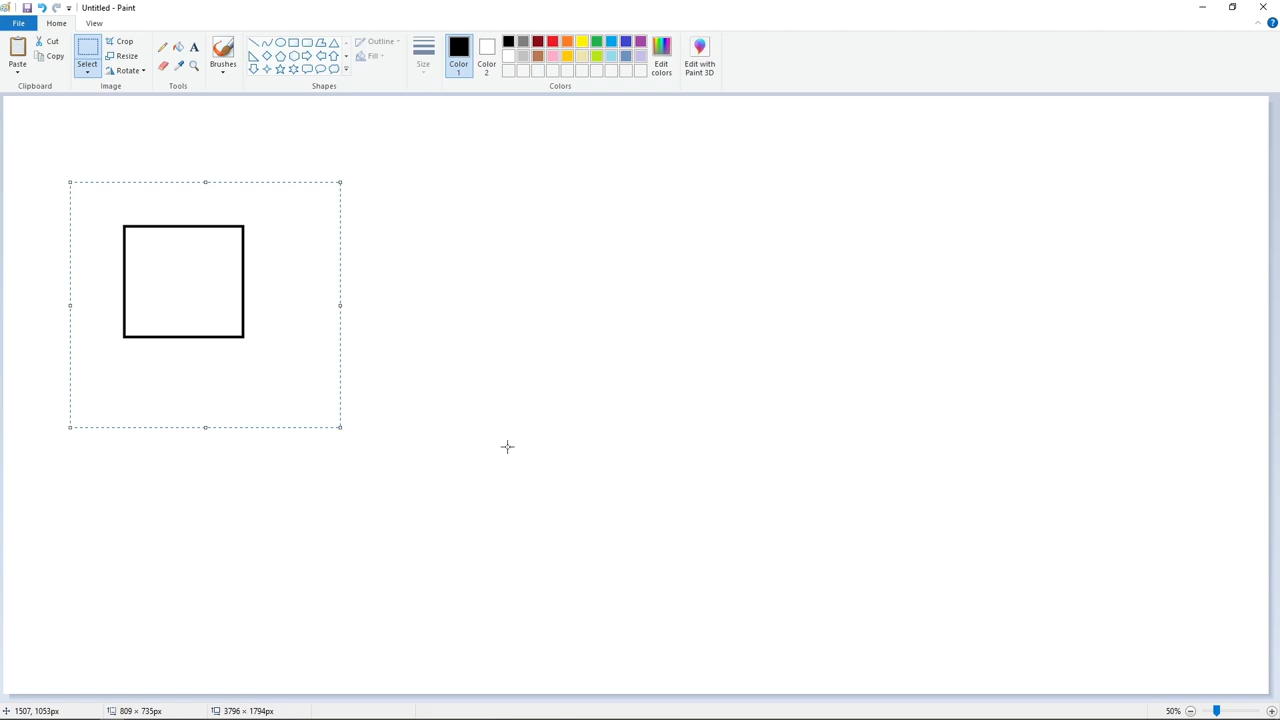 Untitled - Paint
File Home View
Paste
Cut
Copy
Clipboard
Select
Crop
Resize
Rotate
Image
A
Tools
Brushes
Shapes
Outline
Fill
Size
Color 1
Color 2
Edit colors
Colors
Edit with Paint 3D
1507, 1053px 809 × 735px 3796 × 1794px 50%